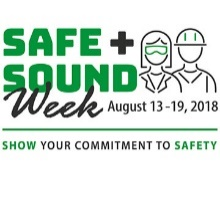 SAFE +
SOUND
Week August 13-19, 2018
SHOW YOUR COMMITMENT TO SAFETY